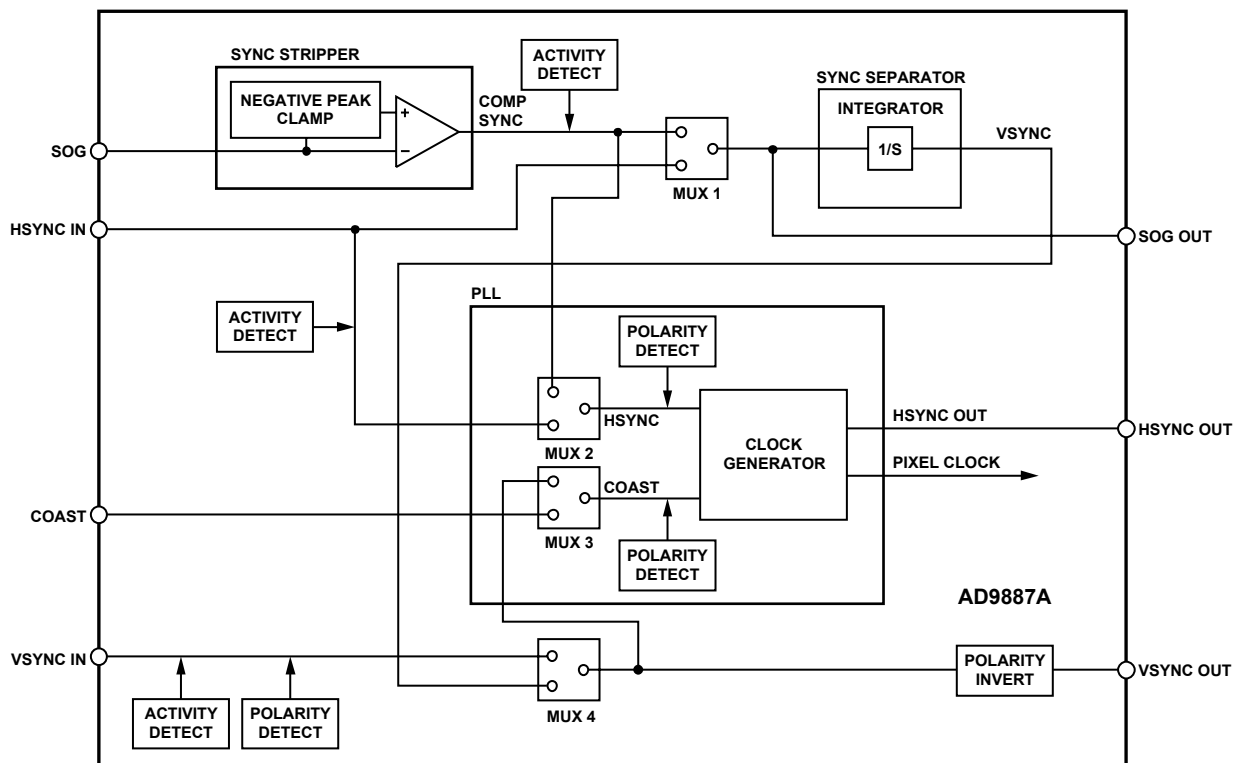 SYNC STRIPPER
NEGATIVE PEAK
CLAMP
+
−
COMP
SYNC
ACTIVITY
DETECT
MUX 1
SYNC SEPARATOR
INTEGRATOR
1/S
VSYNC
SOG
HSYNC IN
SOG OUT
ACTIVITY
DETECT
PLL
POLARITY
DETECT
HSYNC
MUX 2
CLOCK
GENERATOR
HSYNC OUT
HSYNC OUT
PIXEL CLOCK
COAST
COAST
MUX 3
POLARITY
DETECT
AD9887A
VSYNC IN
ACTIVITY
DETECT
POLARITY
DETECT
MUX 4
POLARITY
INVERT
VSYNC OUT